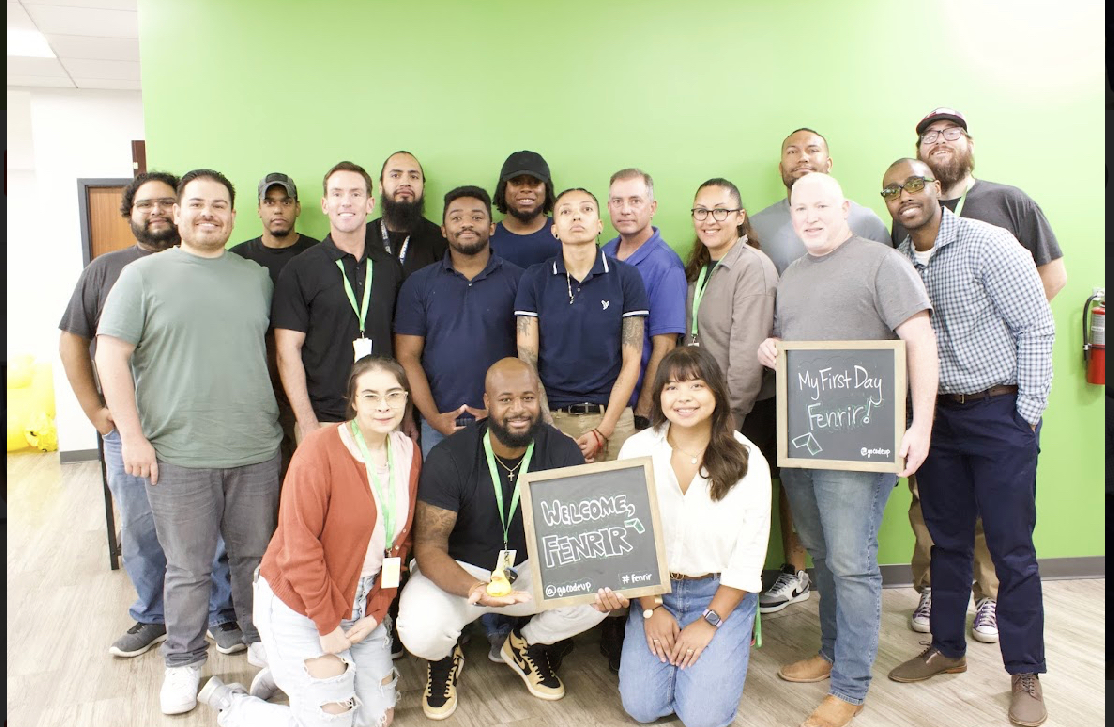 My First Day
Fenrir!
@gocodeup
WELCOME,
FENRIR
@gocodeup
#fenrir